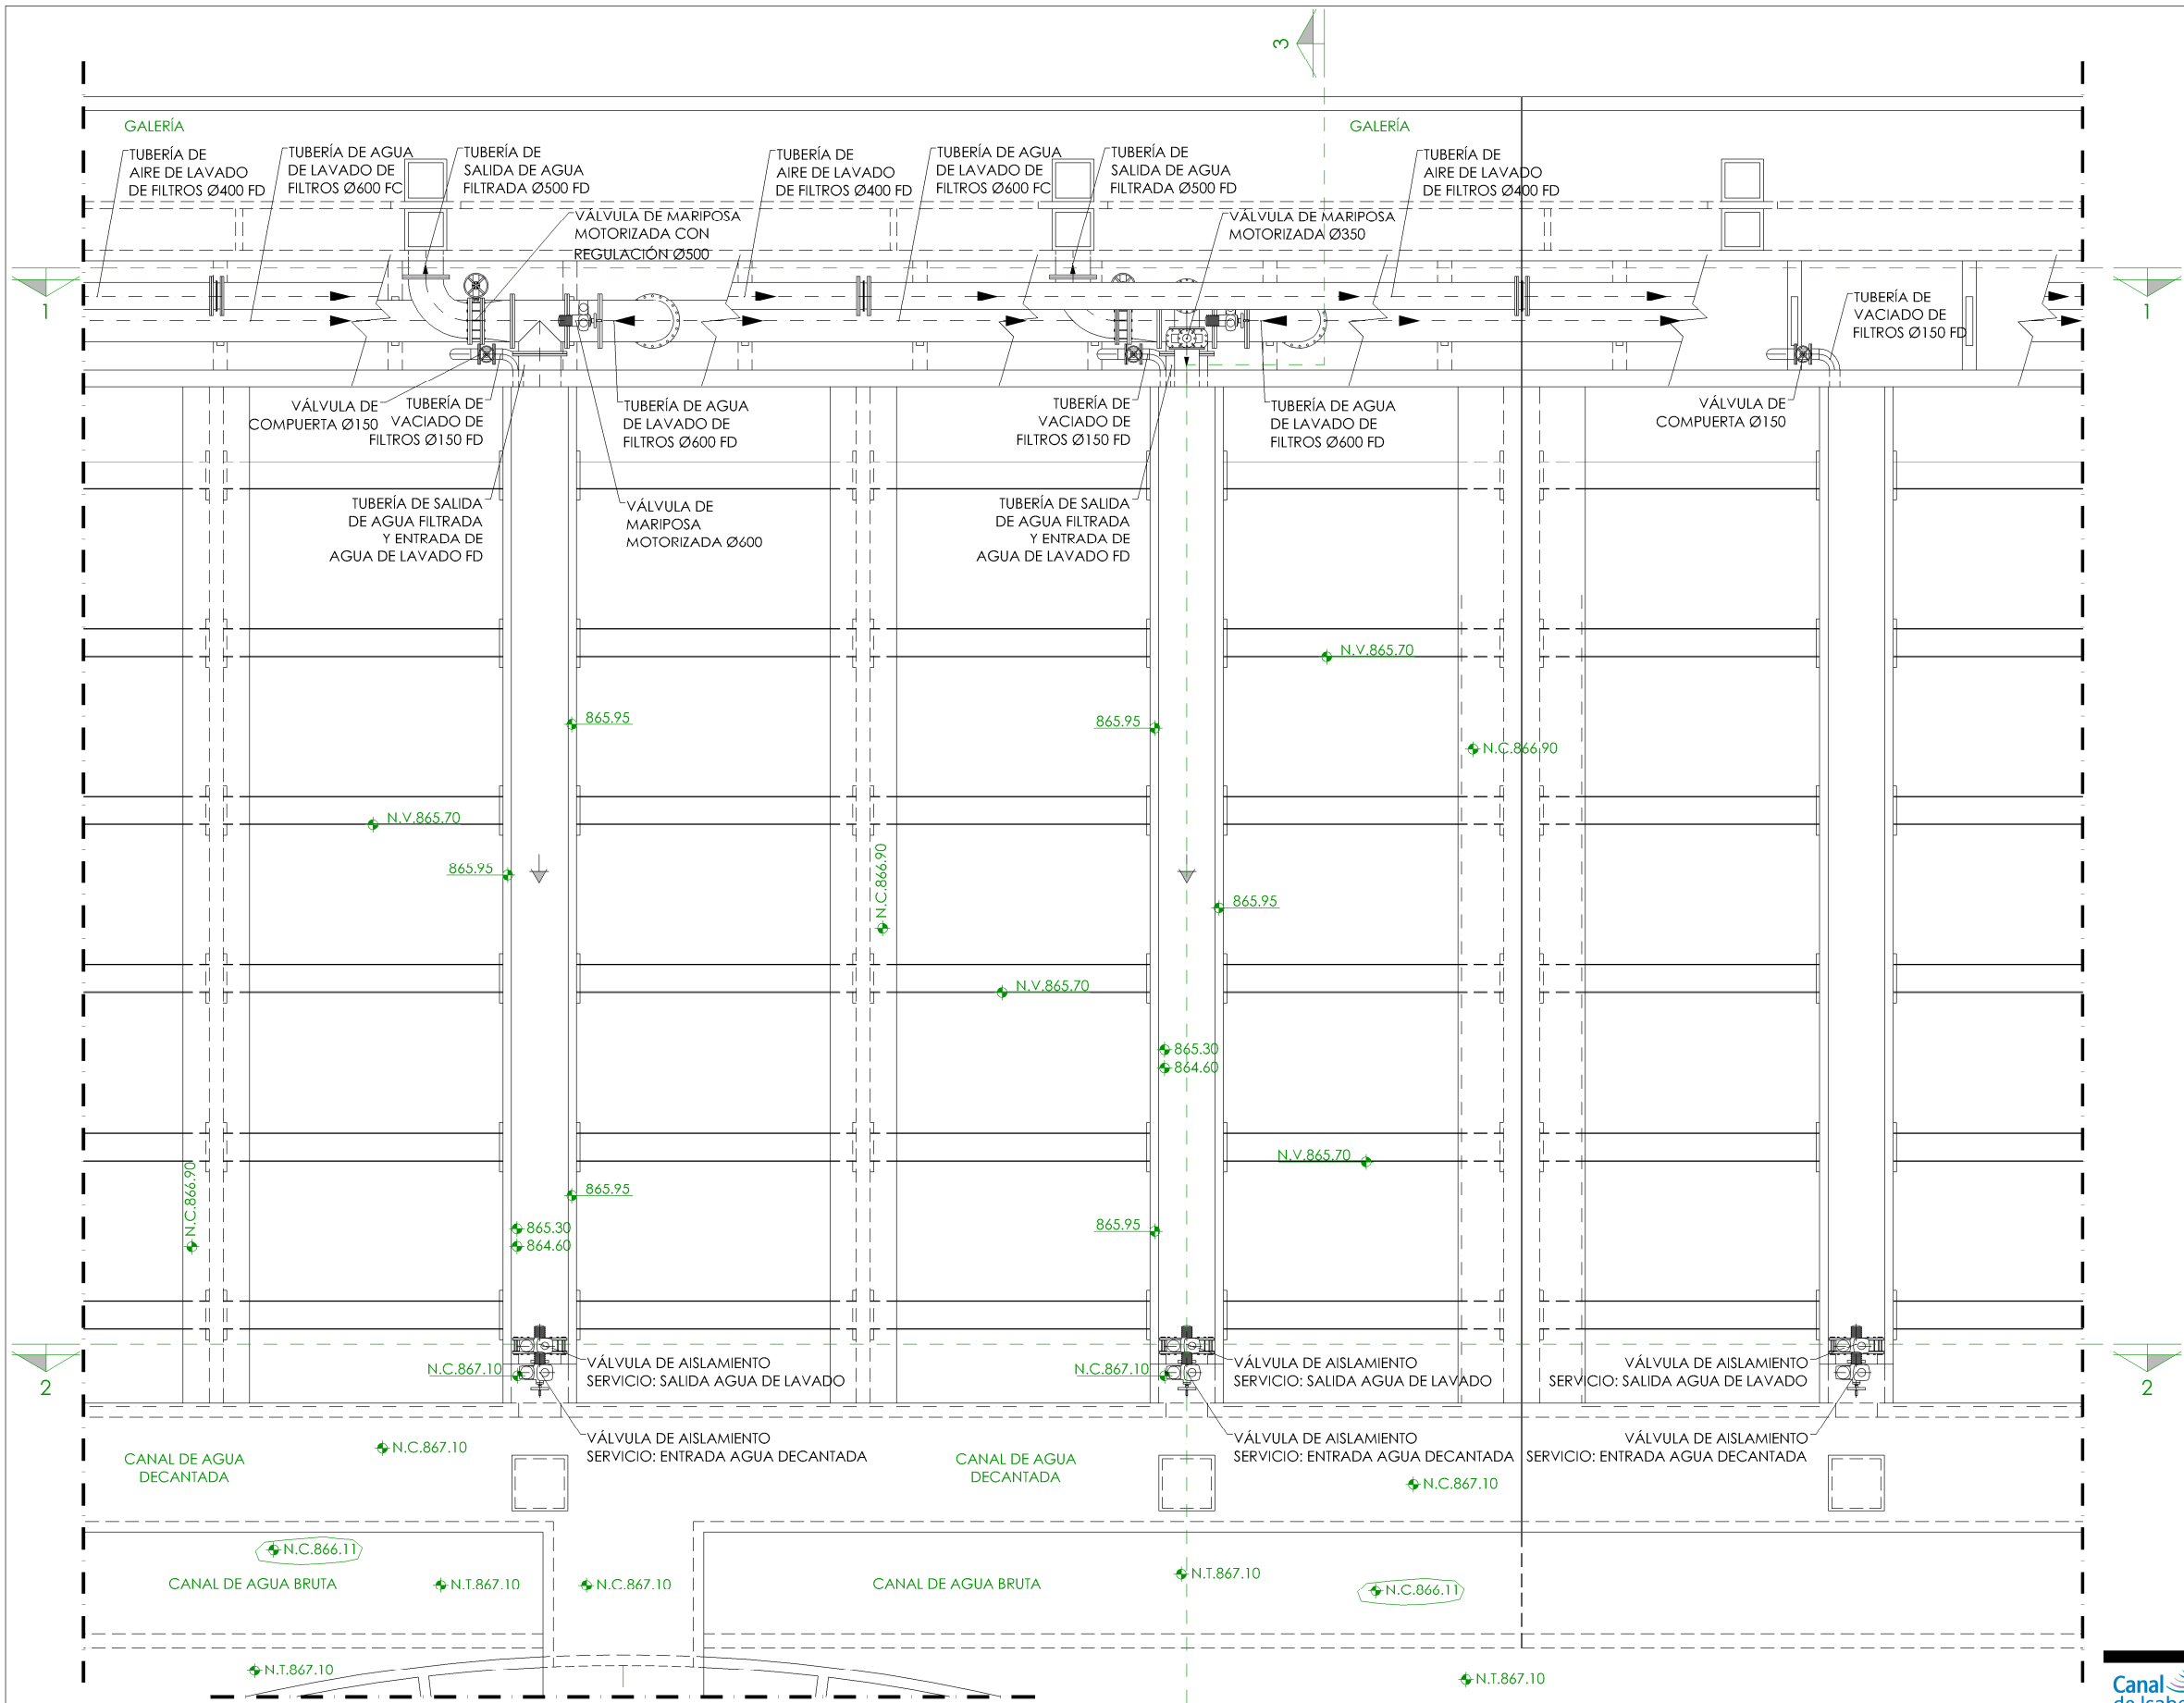 3
GALERÍA
GALERÍA
TUBERÍA DE
AIRE DE LAVADO
DE FILTROS Ø400 FD
TUBERÍA DE AGUA
DE LAVADO DE
FILTROS Ø600 FC
TUBERÍA DE
SALIDA DE AGUA
FILTRADA Ø500 FD
TUBERÍA DE
AIRE DE LAVADO
DE FILTROS Ø400 FD
TUBERÍA DE AGUA
DE LAVADO DE
FILTROS Ø600 FC
TUBERÍA DE
SALIDA DE AGUA
FILTRADA Ø500 FD
TUBERÍA DE
AIRE DE LAVADO
DE FILTROS Ø400 FD
VÁLVULA DE MARIPOSA
MOTORIZADA CON
REGULACIÓN Ø500
VÁLVULA DE MARIPOSA
MOTORIZADA Ø350
1
TUBERÍA DE
VACIADO DE
FILTROS Ø150 FD
1
VÁLVULA DE
COMPUERTA Ø150
TUBERÍA DE
VACIADO DE
FILTROS Ø150 FD
TUBERÍA DE AGUA
DE LAVADO DE
FILTROS Ø600 FD
TUBERÍA DE
VACIADO DE
FILTROS Ø150 FD
TUBERÍA DE AGUA
DE LAVADO DE
FILTROS Ø600 FD
VÁLVULA DE
COMPUERTA Ø150
TUBERÍA DE SALIDA
DE AGUA FILTRADA
Y ENTRADA DE
AGUA DE LAVADO FD
VÁLVULA DE
MARIPOSA
MOTORIZADA Ø600
TUBERÍA DE SALIDA
DE AGUA FILTRADA
Y ENTRADA DE
AGUA DE LAVADO FD
N.V.865.70
865.95
865.95
N.C.866.90
N.V.865.70
865.95
N.C.866.90
865.95
N.V.865.70
865.30
864.60
N.V.865.70
N.C.866.90
865.95
865.30
864.60
865.95
2
N.C.867.10
VÁLVULA DE AISLAMIENTO
SERVICIO: SALIDA AGUA DE LAVADO
N.C.867.10
VÁLVULA DE AISLAMIENTO
SERVICIO: SALIDA AGUA DE LAVADO
VÁLVULA DE AISLAMIENTO
SERVICIO: SALIDA AGUA DE LAVADO
2
VÁLVULA DE AISLAMIENTO
SERVICIO: ENTRADA AGUA DECANTADA
VÁLVULA DE AISLAMIENTO
SERVICIO: ENTRADA AGUA DECANTADA
VÁLVULA DE AISLAMIENTO
SERVICIO: ENTRADA AGUA DECANTADA
CANAL DE AGUA
DECANTADA
N.C.867.10
CANAL DE AGUA
DECANTADA
N.C.867.10
N.C.866.11
CANAL DE AGUA BRUTA
N.T.867.10
N.C.867.10
CANAL DE AGUA BRUTA
N.T.867.10
N.C.866.11
N.T.867.10
N.T.867.10
Canal